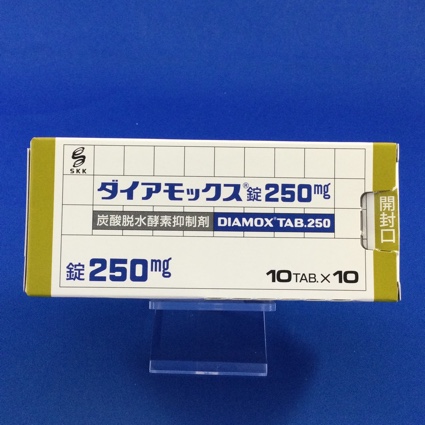 SKK
ダイアモックス®錠250mg
炭酸脱水酵素抑制剤 DIAMOX® TAB.250
錠250mg
10TAB.×10
開封口